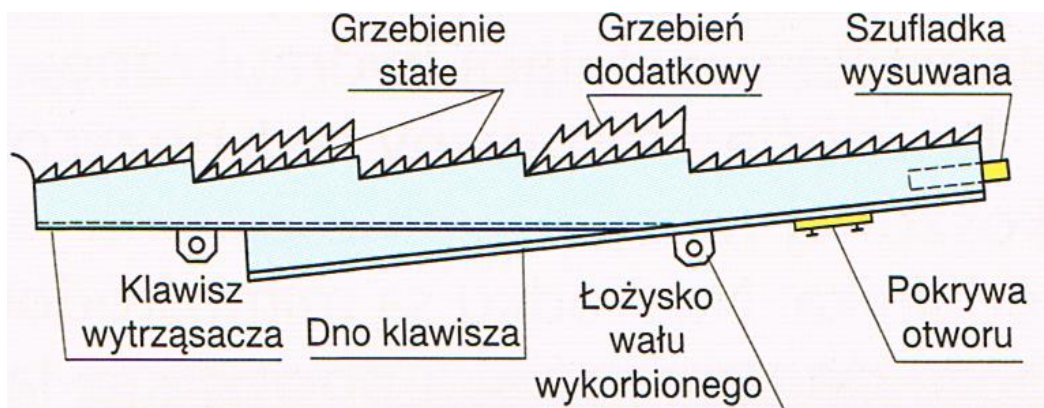 Grzebienie
stałe
Grzebień
dodatkowy
Szufladka
wysuwana
Klawisz
wytrząsacza
Dno klawisza
Łożysko
wału
wykorbionego
Pokrywa
otworu